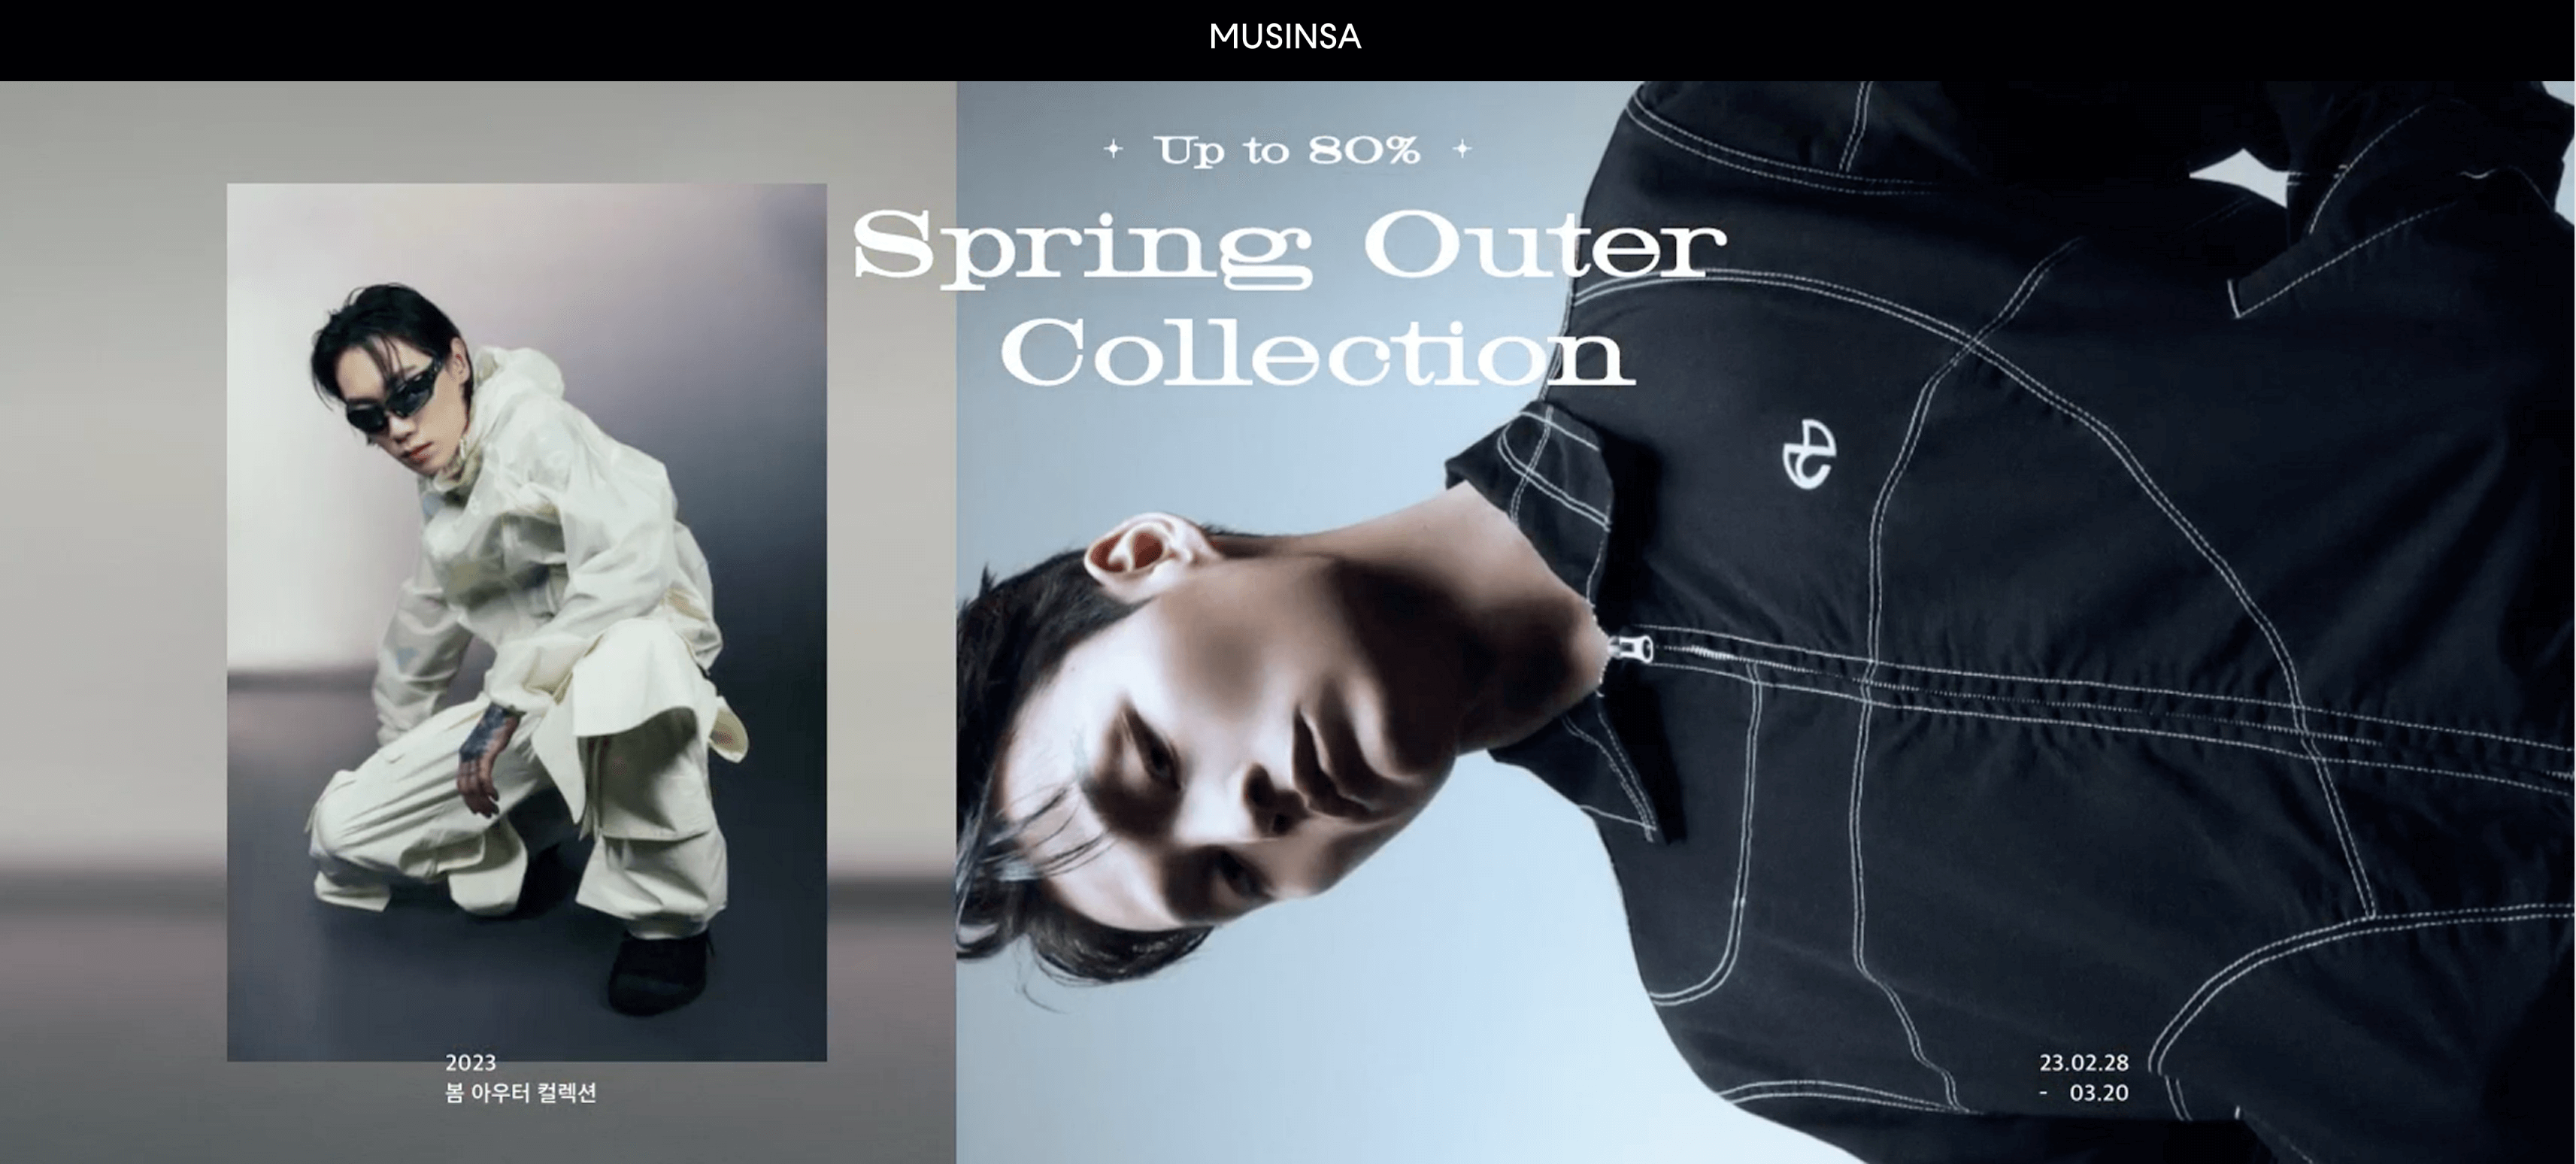 MUSINSA
Up to 80%
Spring Outer
Collection
2023
봄 아우터 컬렉션
23.02.28
- 03.20